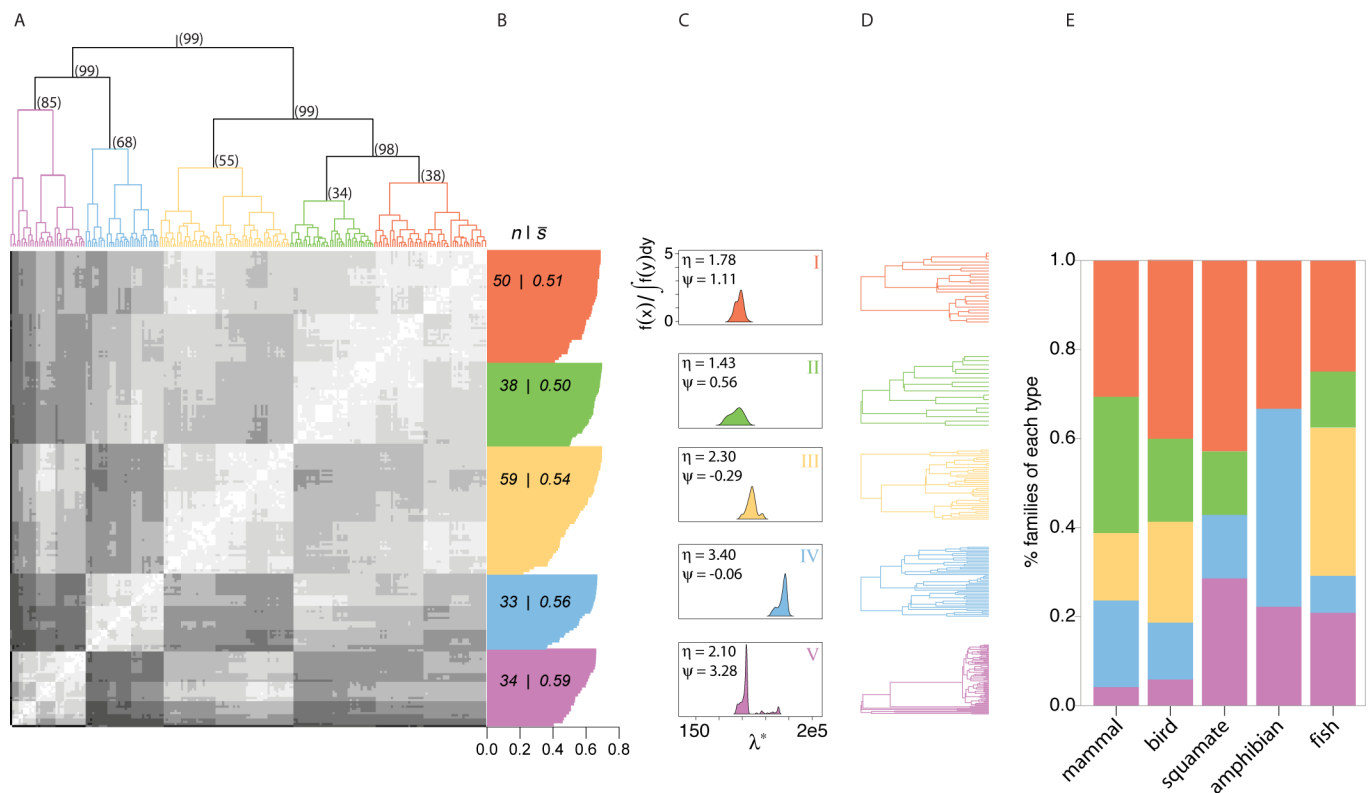 A
B
C
D
E
(99)
(99)
(85)
(68)
(99)
(55)
(98)
(34)
(38)
n | s̅
50 | 0.51
38 | 0.50
59 | 0.54
33 | 0.56
34 | 0.59
0.0 0.2 0.4 0.6 0.8
f(x)/∫f(y)dy
5
0
η = 1.78
ψ = 1.11
I
η = 1.43
ψ = 0.56
II
η = 2.30
ψ = -0.29
III
η = 3.40
ψ = -0.06
IV
η = 2.10
ψ = 3.28
V
150 λ* 2e5
% families of each type
1.0
0.8
0.6
0.4
0.2
0.0
mammal
bird
squamate
amphibian
fish